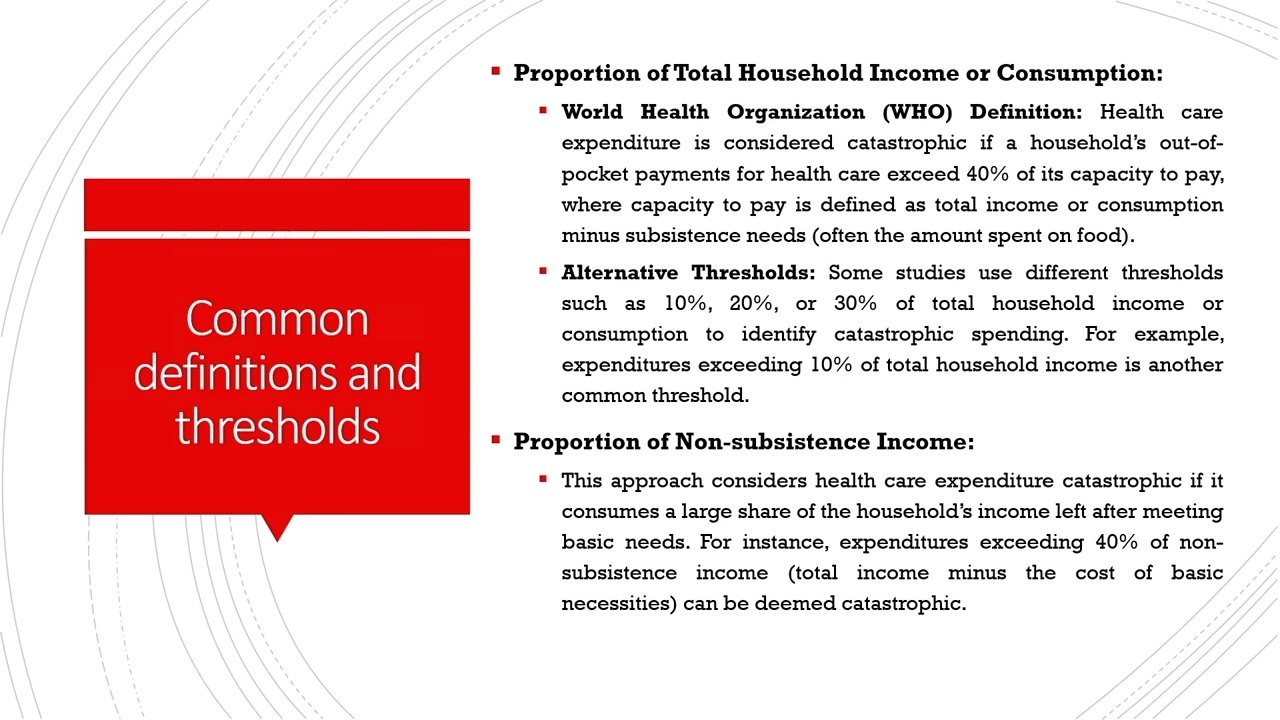 Common
definitions and
thresholds
Proportion of Total Household Income or Consumption:
World Health Organization (WHO) Definition: Health care
expenditure is considered catastrophic if a household's out-of-
pocket payments for health care exceed 40% of its capacity to pay,
where capacity to pay is defined as total income or consumption
minus subsistence needs (often the amount spent on food).
Alternative Thresholds: Some studies use different thresholds
such as 10%, 20%, or 30% of total household income or
consumption to identify catastrophic spending. For example,
expenditures exceeding 10% of total household income is another
common threshold.
Proportion of Non-subsistence Income:
This approach considers health care expenditure catastrophic if it
consumes a large share of the household's income left after meeting
basic needs. For instance, expenditures exceeding 40% of non-
subsistence income (total income minus the cost of basic
necessities) can be deemed catastrophic.